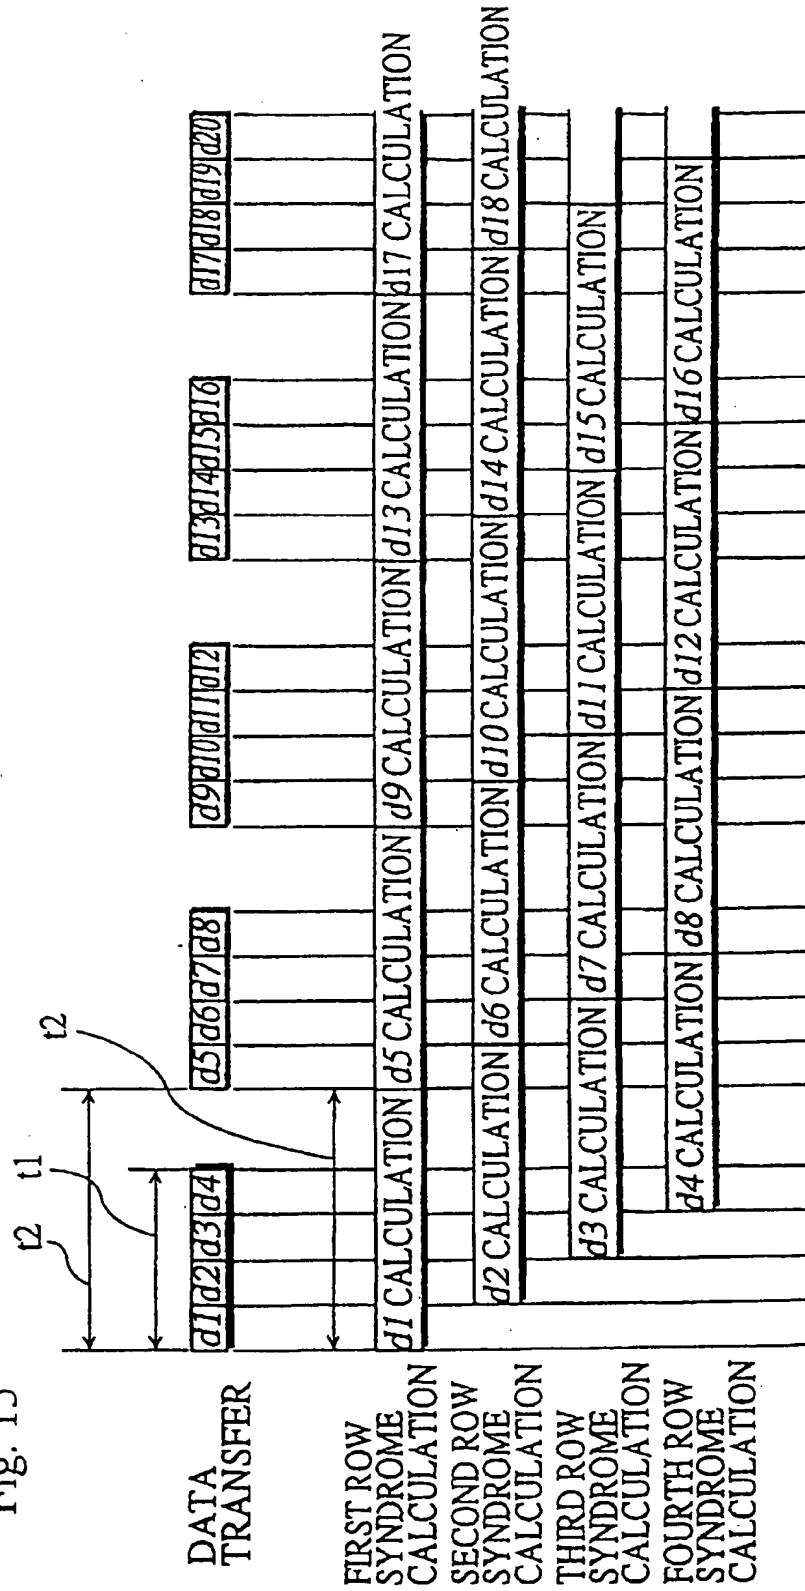 Fig. 15
t2
t1
t2
DATA
TRANSFER
d1 d2 d3 d4
d5 d6 d7 d8
d9 d10 d11 d12
d13 d14 d15 d16
d17 d18 d19 d20
FIRST ROW
SYNDROME
CALCULATION
d1 CALCULATION d5 CALCULATION d9 CALCULATION d13 CALCULATION d17 CALCULATION
SECOND ROW
SYNDROME
CALCULATION
d2 CALCULATION d6 CALCULATION d10 CALCULATION d14 CALCULATION d18 CALCULATION
THIRD ROW
SYNDROME
CALCULATION
d3 CALCULATION d7 CALCULATION d11 CALCULATION d15 CALCULATION
FOURTH ROW
SYNDROME
CALCULATION
d4 CALCULATION d8 CALCULATION d12 CALCULATION d16 CALCULATION